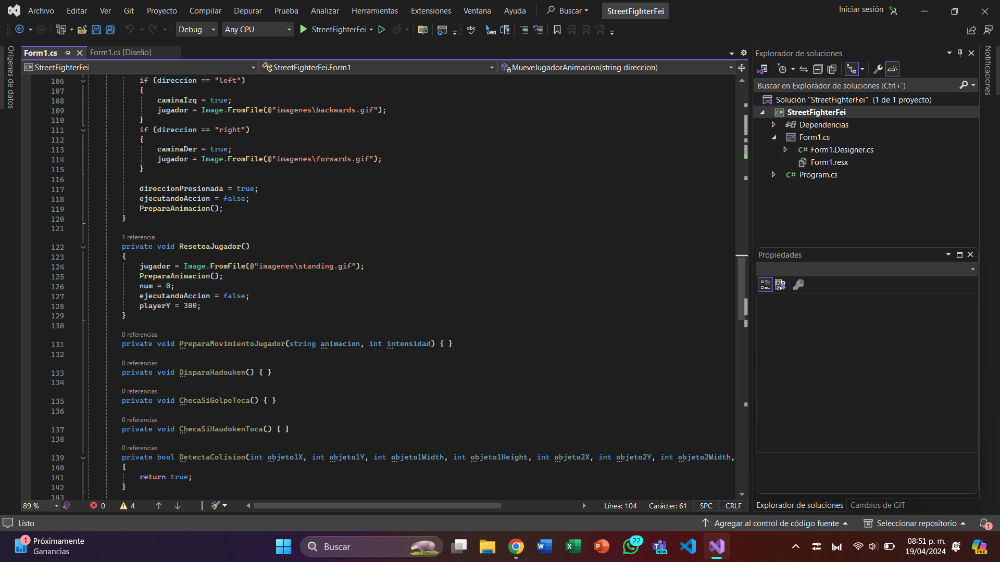 Archivo Editar Ver Git Proyecto Compilar Depurar Prueba Analizar Herramientas Extensiones Ventana Ayuda Buscar StreetFighterFei Iniciar sesión
Debug Any CPU StreetFighterFei abc
Orígenes de datos
Form1.cs Form1.cs [Diseño]
StreetFighterFei StreetFighterFei.Form1 MueveJugadorAnimacion(string direccion)
106 if (direccion == "left")
107 {
108 caminaIzq = true;
109 jugador = Image.FromFile(@"imagenes\backwards.gif");
110 }
111 if (direccion == "right")
112 {
113 caminaDer = true;
114 jugador = Image.FromFile(@"imagenes\forwards.gif");
115 }
116
117 direccionPresionada = true;
118 ejecutandoAccion = false;
119 PreparaAnimacion();
120 }
121
1 referencia
122 private void ReseteaJugador()
123 {
124 jugador = Image.FromFile(@"imagenes\standing.gif");
125 PreparaAnimacion();
126 num = 0;
127 ejecutandoAccion = false;
128 playerY = 300;
129 }
130
0 referencias
131 private void PreparaMovimientoJugador(string animacion, int intensidad) { }
132
0 referencias
133 private void DisparaHadouken() { }
134
0 referencias
135 private void ChecaSiGolpeToca() { }
136
0 referencias
137 private void ChecaSiHaudokenToca() { }
138
0 referencias
139 private bool DetectaColision(int objeto1X, int objeto1Y, int objeto1Width, int objeto1Height, int objeto2X, int objeto2Y, int objeto2Width,
140 {
141 return true;
142 }
143
89 % 0 4 Línea: 104 Carácter: 61 SPC CRLF
Explorador de soluciones
Buscar en Explorador de soluciones (Ctrl+´)
Solución "StreetFighterFei" (1 de 1 proyecto)
StreetFighterFei
Dependencias
Form1.cs
Form1.Designer.cs
Form1.resx
Program.cs
Propiedades
Explorador de soluciones Cambios de GIT
Notificaciones
Listo Agregar al control de código fuente Seleccionar repositorio 1
1 Próximamente
Ganancias
Buscar
22
NEW
08:51 p. m.
19/04/2024
PRE